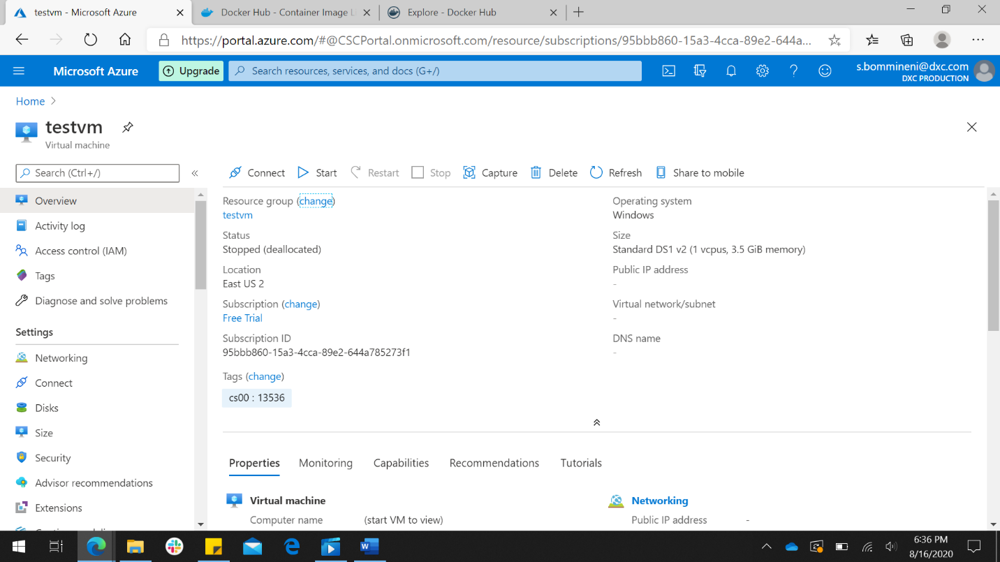 testvm - Microsoft Azure
Docker Hub - Container Image L
Explore - Docker Hub
https://portal.azure.com/#@CSCPortal.onmicrosoft.com/resource/subscriptions/95bbb860-15a3-4cca-89e2-644a...
Microsoft Azure
Upgrade
Search resources, services, and docs (G+/)
s.bommineni@dxc.com
DXC PRODUCTION
Home
testvm
Virtual machine
Search (Ctrl+/)
Connect
Start
Restart
Stop
Capture
Delete
Refresh
Share to mobile
Overview
Activity log
Access control (IAM)
Tags
Diagnose and solve problems
Settings
Networking
Connect
Disks
Size
Security
Advisor recommendations
Extensions
Resource group (change)
testvm
Status
Stopped (deallocated)
Location
East US 2
Subscription (change)
Free Trial
Subscription ID
95bbb860-15a3-4cca-89e2-644a785273f1
Tags (change)
cs00 : 13536
Operating system
Windows
Size
Standard DS1 v2 (1 vcpus, 3.5 GiB memory)
Public IP address
-
Virtual network/subnet
-
DNS name
-
Properties
Monitoring
Capabilities
Recommendations
Tutorials
Virtual machine
Computer name (start VM to view)
Networking
Public IP address -
6:36 PM
8/16/2020